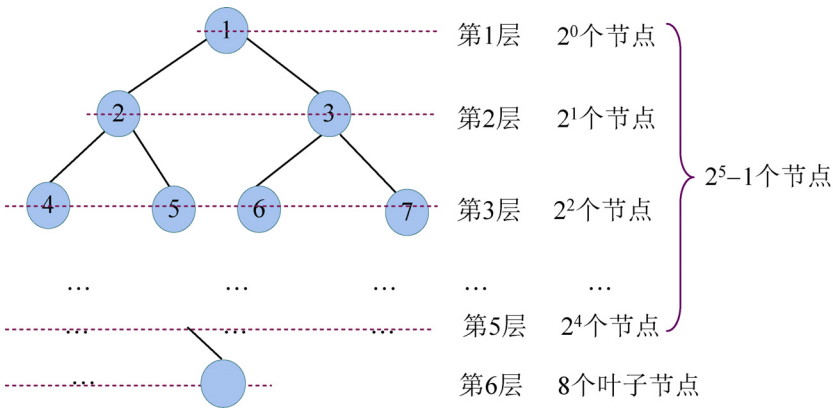 1 第1层 2⁰个节点
2 3 第2层 2¹个节点
2⁵–1个节点
4 5 6 7 第3层 2²个节点
… … … … …
… … … 第5层 2⁴个节点
… 第6层 8个叶子节点